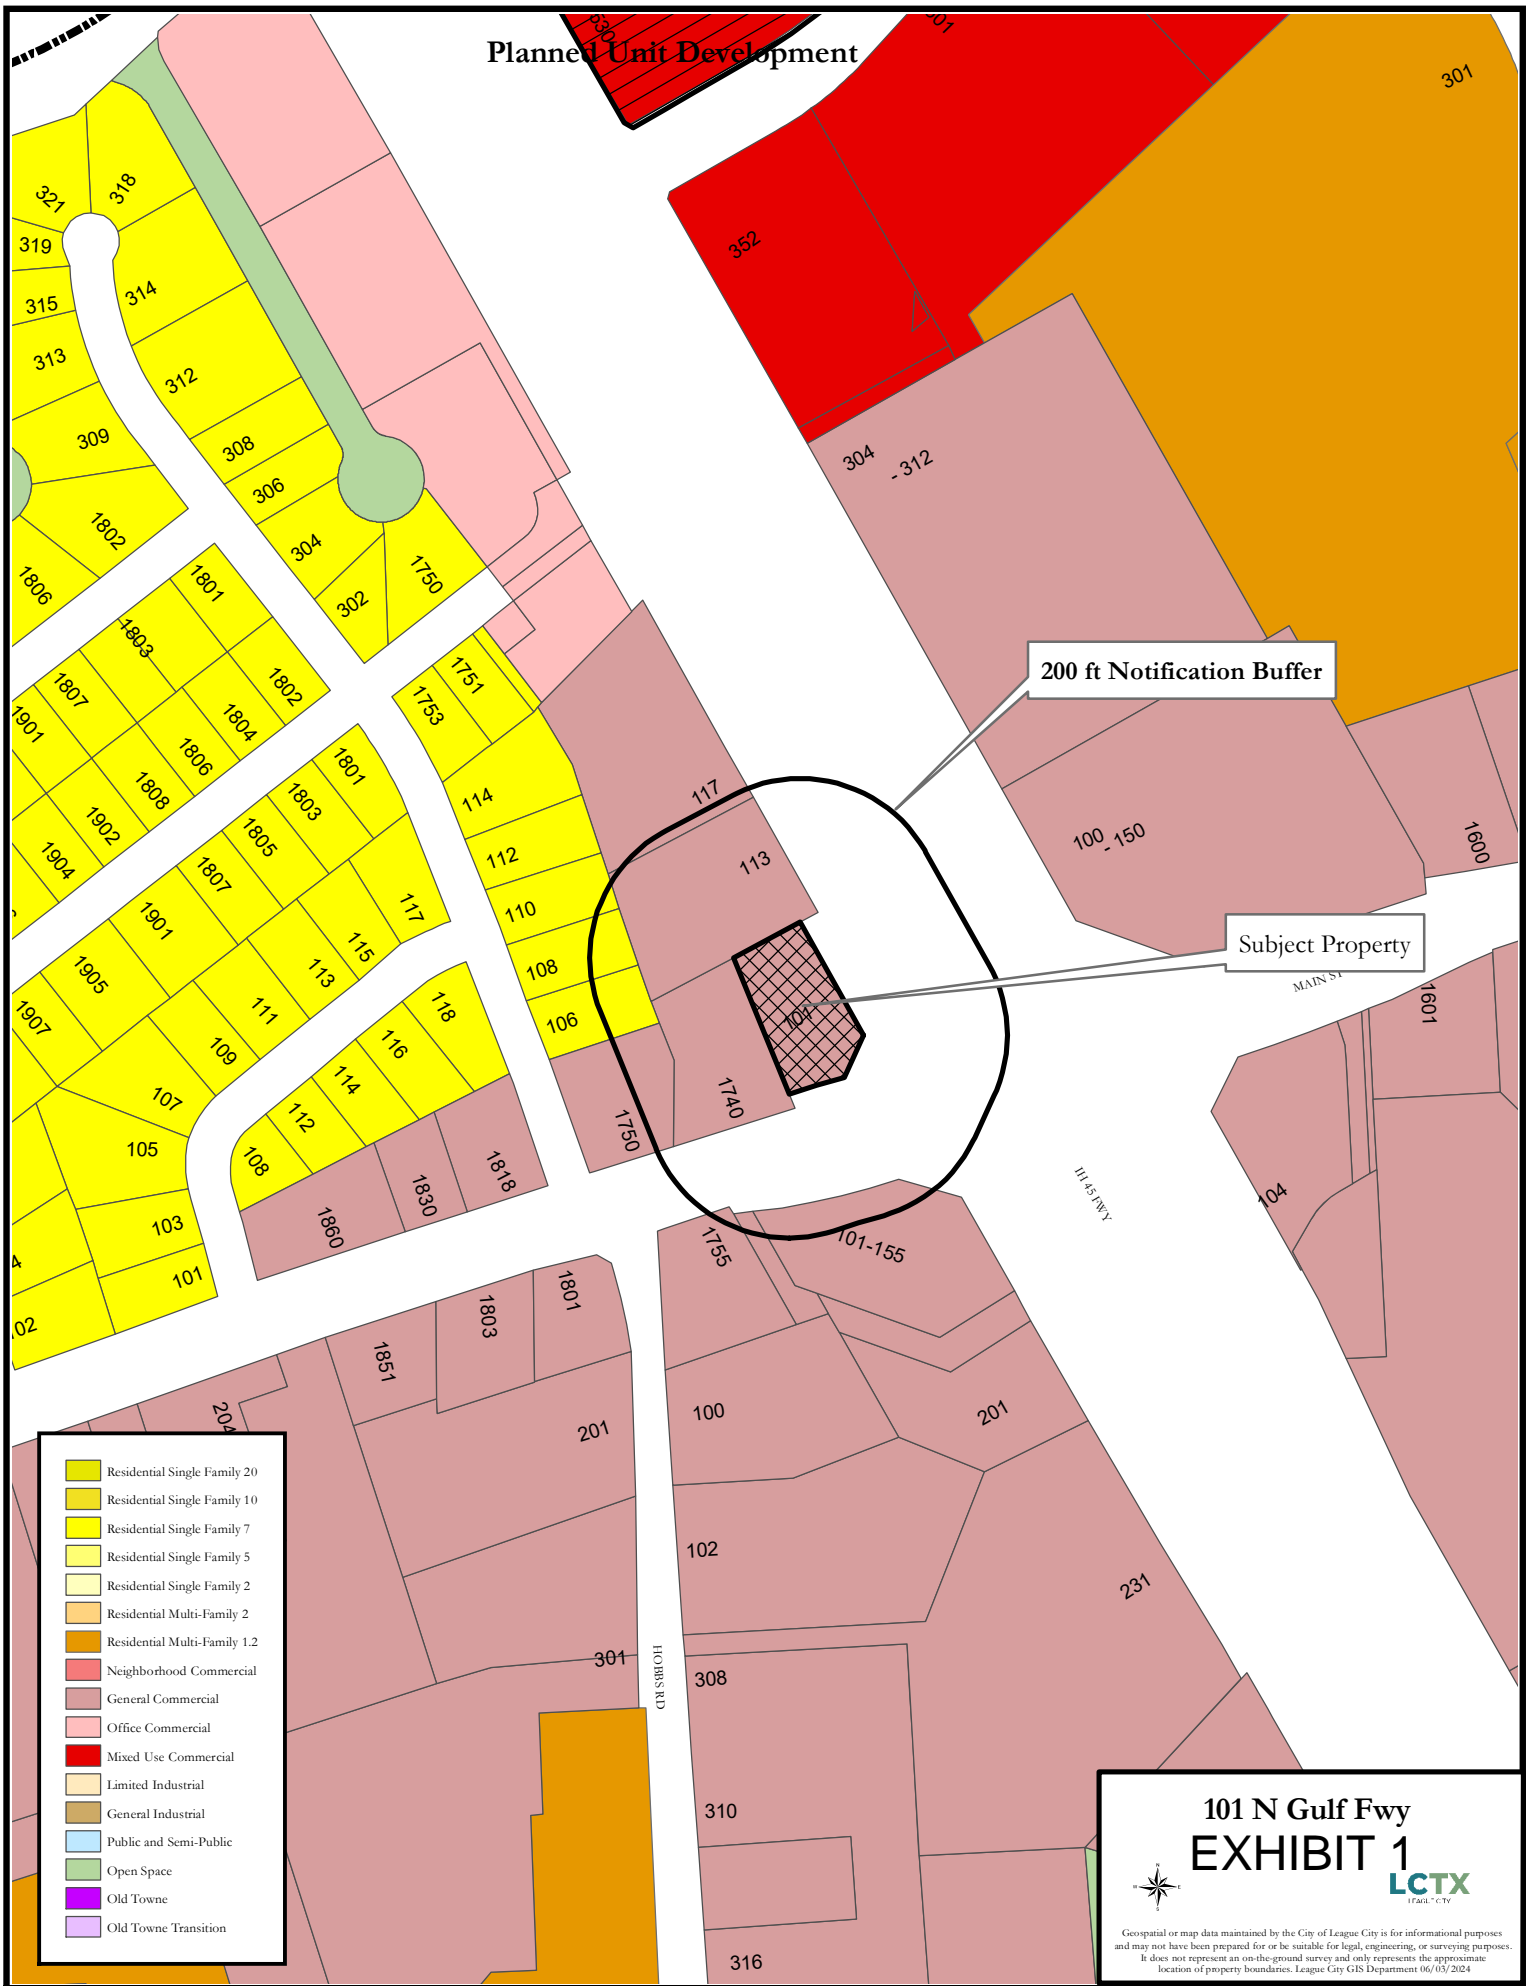 Planned Unit Development
301
352
304
- 312
321
318
319
315
314
313
312
309
308
306
1802
1806
304
302
1750
1801
1803
1807
1901
1802
1804
1806
1808
1902
1904
1751
1753
114
112
110
108
106
117
113
200 ft Notification Buffer
100
- 150
1600
Subject Property
MAIN ST
1601
101
1740
1750
1801
1803
1805
1807
1901
1905
1907
117
115
113
111
109
107
105
103
101
118
116
114
112
108
1818
1830
1860
IH 45 FWY
104
1755
101-155
1801
1803
1851
204
201
100
201
102
231
301
HOBBS RD
308
310
316
Residential Single Family 20
Residential Single Family 10
Residential Single Family 7
Residential Single Family 5
Residential Single Family 2
Residential Multi-Family 2
Residential Multi-Family 1.2
Neighborhood Commercial
General Commercial
Office Commercial
Mixed Use Commercial
Limited Industrial
General Industrial
Public and Semi-Public
Open Space
Old Towne
Old Towne Transition
101 N Gulf Fwy
EXHIBIT 1
N
W
E
S
LCTX
LEAGUE CITY
Geospatial or map data maintained by the City of League City is for informational purposes
and may not have been prepared for or be suitable for legal, engineering, or surveying purposes.
It does not represent an on-the-ground survey and only represents the approximate
location of property boundaries. League City GIS Department 06/03/2024